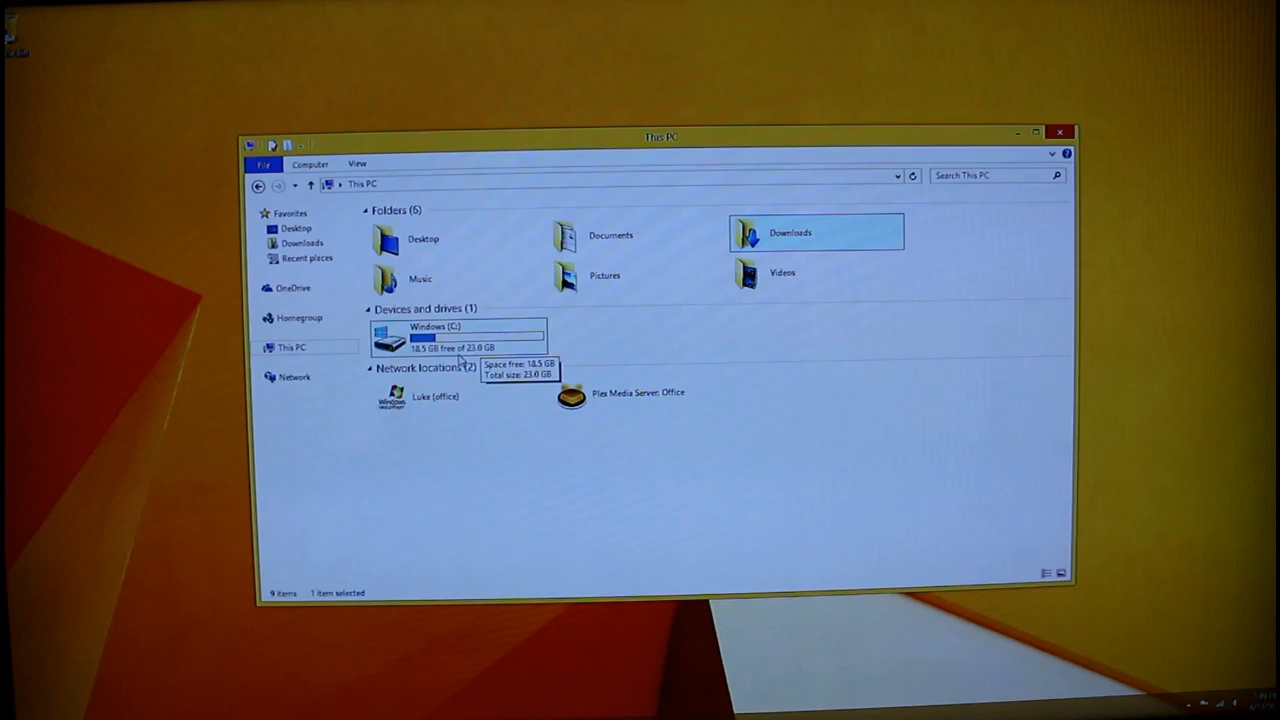 This PC
File Computer View
This PC
Search This PC
Favorites
Desktop
Downloads
Recent places
OneDrive
Homegroup
This PC
Network
Folders (6)
Desktop
Documents
Downloads
Music
Pictures
Videos
Devices and drives (1)
Windows (C:)
18.5 GB free of 23.0 GB
Space free: 18.5 GB
Total size: 23.0 GB
Network locations (2)
Windows
Luke (office)
Plex Media Server: Office
9 items 1 item selected